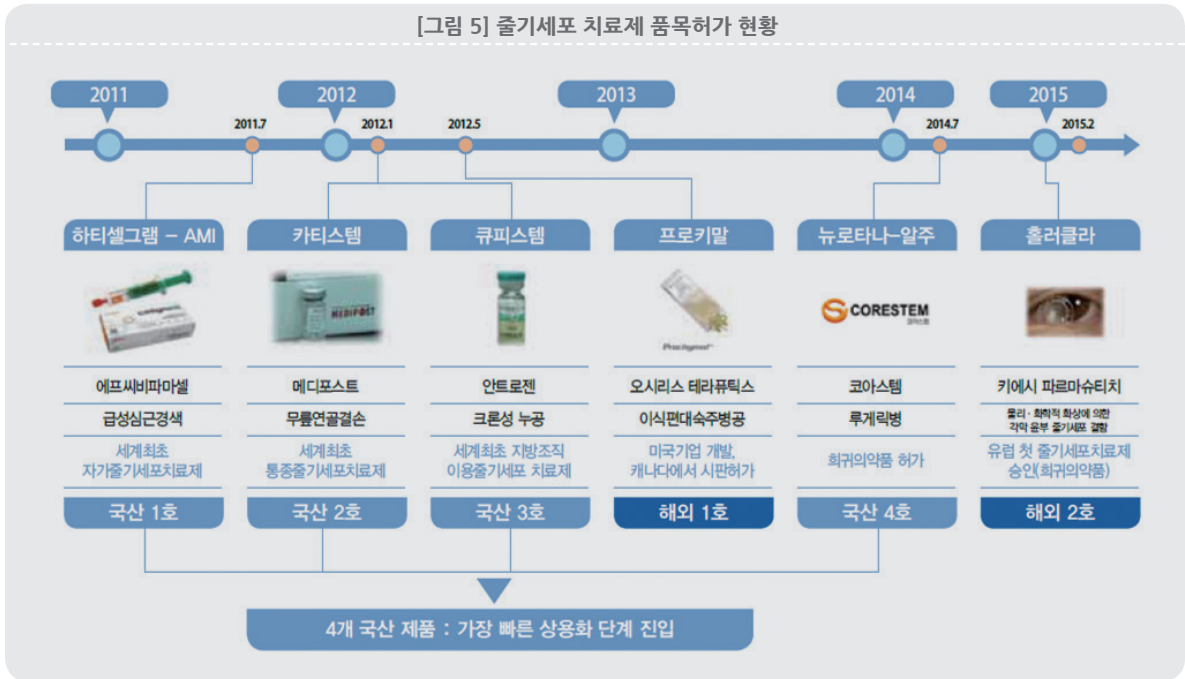 [그림 5] 줄기세포 치료제 품목허가 현황
2011
2012
2013
2014
2015
2011.7
2012.1
2012.5
2014.7
2015.2
하티셀그램 - AMI
카티스템
큐피스템
프로키말
뉴로타나-알주
홀러클라
MEDIPOST
Prochymal
CORESTEM
코아스템
에프씨비파마셀
메디포스트
안트로젠
오시리스 테라퓨틱스
코아스템
키에시 파르마슈티치
급성심근경색
무릎연골결손
크론성 누공
이식편대숙주병공
루게릭병
물리·화학적 화상에 의한
각막 윤부 줄기세포 결함
세계최초
자가줄기세포치료제
세계최초
통종줄기세포치료제
세계최초 지방조직
이용줄기세포 치료제
미국기업 개발,
캐나다에서 시판허가
희귀의약품 허가
유럽 첫 줄기세포치료제
승인(희귀의약품)
국산 1호
국산 2호
국산 3호
해외 1호
국산 4호
해외 2호
4개 국산 제품 : 가장 빠른 상용화 단계 진입